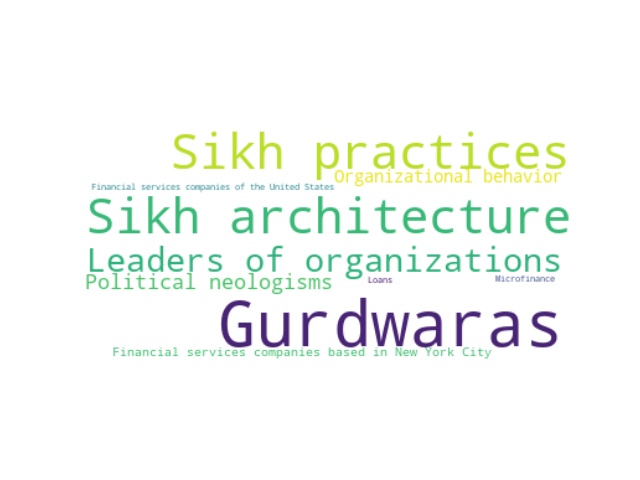 Sikh practices
Organizational behavior
Financial services companies of the United States
Sikh architecture
Leaders of organizations
Political neologisms
Loans
Microfinance
Gurdwaras
Financial services companies based in New York City